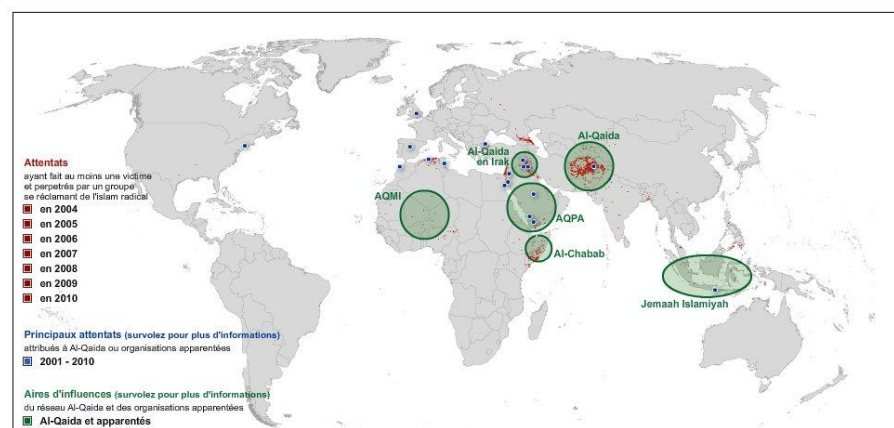 Attentats
ayant fait au moins une victime
et perpetrés par un groupe
se réclamant de l'islam radical
en 2004
en 2005
en 2006
en 2007
en 2008
en 2009
en 2010
Principaux attentats (survolez pour plus d'informations)
attribués à Al-Qaida ou organisations apparentées
2001 - 2010
Aires d'influences (survolez pour plus d'informations)
du réseau Al-Qaida et des organisations apparentées
Al-Qaida et apparentés
Al-Qaida
Al-Qaida
en Irak
AQMI
AQPA
Al-Chabab
Jemaah Islamiyah